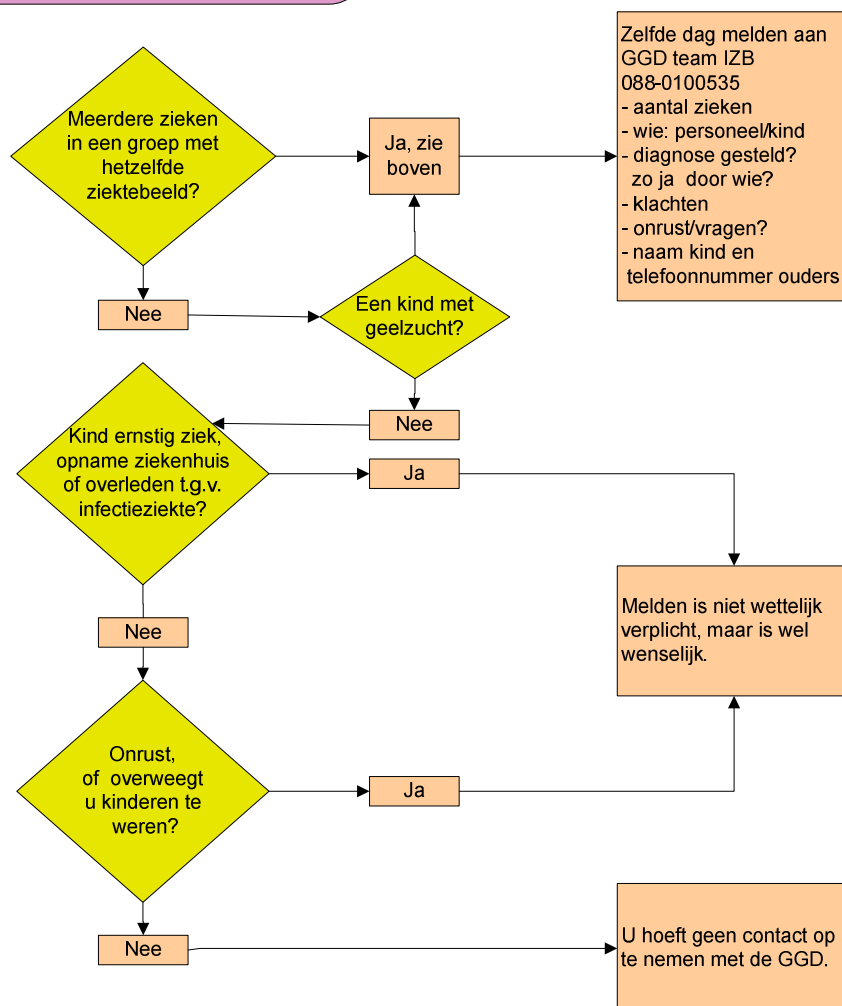 Meerdere zieken
in een groep met
hetzelfde
ziektebeeld?
Ja, zie
boven
Zelfde dag melden aan
GGD team IZB
088-0100535
- aantal zieken
- wie: personeel/kind
- diagnose gesteld?
zo ja door wie?
- klachten
- onrust/vragen?
- naam kind en
telefoonnummer ouders
Nee
Een kind met
geelzucht?
Nee
Kind ernstig ziek,
opname ziekenhuis
of overleden t.g.v.
infectieziekte?
Ja
Melden is niet wettelijk
verplicht, maar is wel
wenselijk.
Nee
Onrust,
of overweegt
u kinderen te
weren?
Ja
Nee
U hoeft geen contact op
te nemen met de GGD.